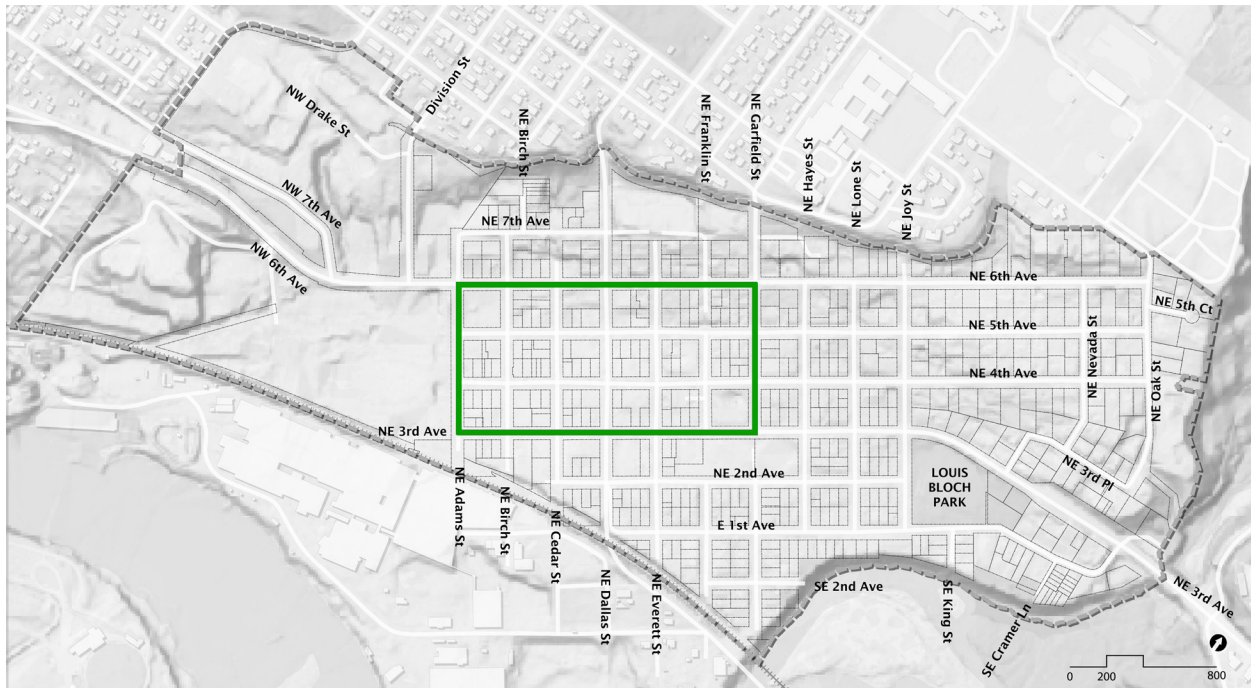 Division St
NW Drake St
NE Birch St
NE Franklin St
NE Garfield St
NE Hayes St
NE Lone St
NE Joy St
NW 7th Ave
NE 7th Ave
NW 6th Ave
NE 6th Ave
NE 5th Ct
NE 5th Ave
NE Nevada St
NE 4th Ave
NE Oak St
NE 3rd Ave
NE 2nd Ave
LOUIS
BLOCH
PARK
NE 3rd Pl
NE Adams St
NE Birch St
NE Cedar St
E 1st Ave
NE Dallas St
NE Everett St
SE 2nd Ave
SE King St
SE Cramer Ln
NE 3rd Ave
0 200 800